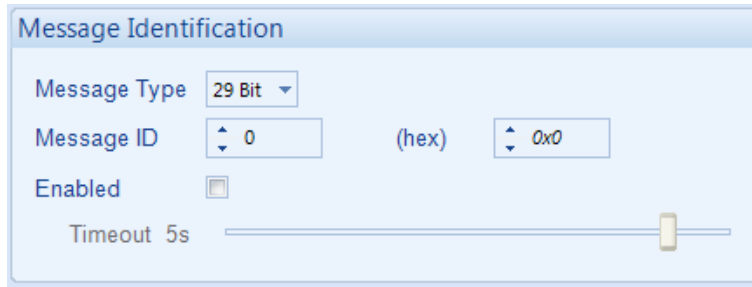 Message Identification
Message Type 29 Bit
Message ID 0 (hex) 0x0
Enabled
Timeout 5s